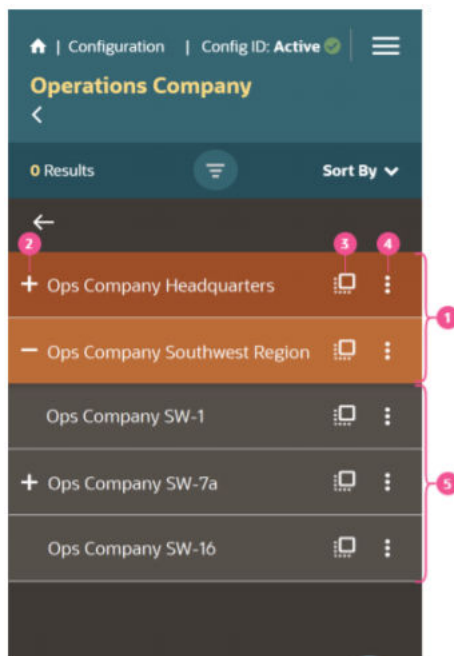 | Configuration | Config ID: Active
Operations Company
0 Results Sort By
2 3 4
+ Ops Company Headquarters
1
− Ops Company Southwest Region
Ops Company SW-1
+ Ops Company SW-7a
5
Ops Company SW-16